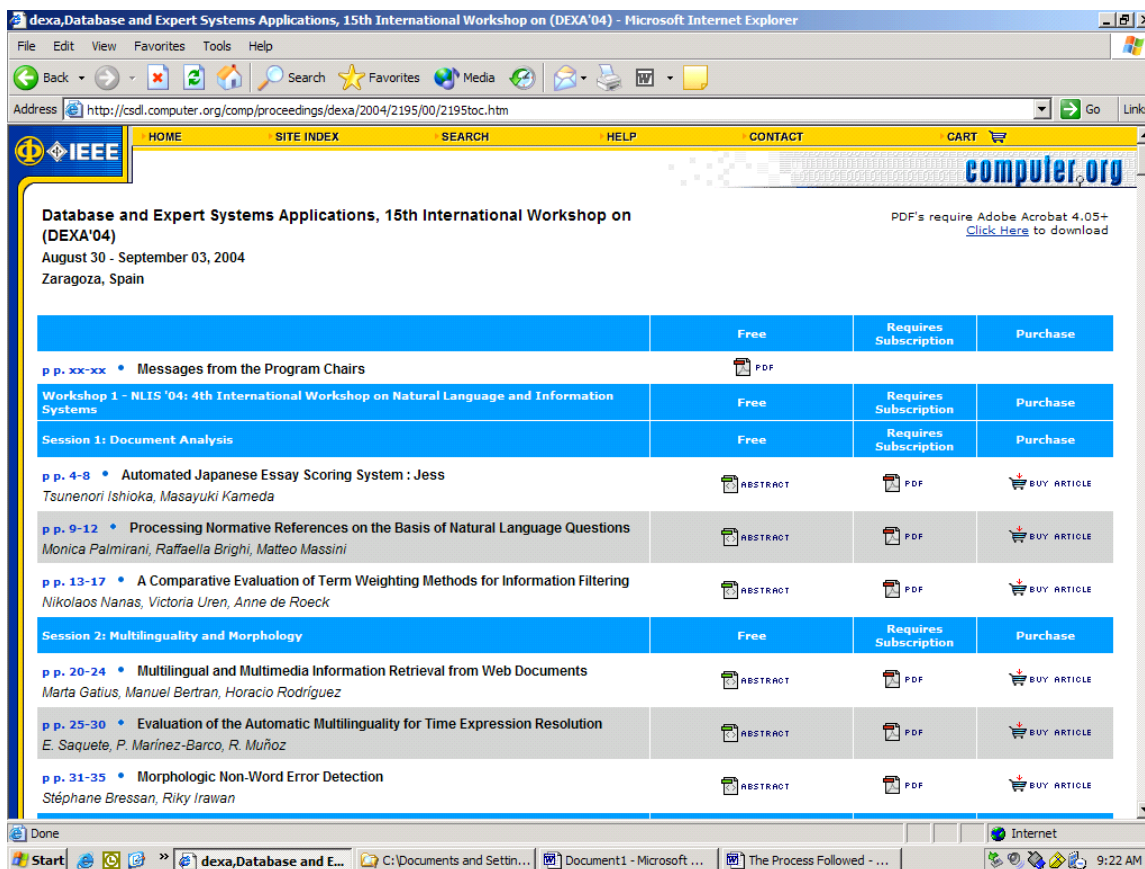 dexa,Database and Expert Systems Applications, 15th International Workshop on (DEXA'04) - Microsoft Internet Explorer
File Edit View Favorites Tools Help
Back Search Favorites Media
Address http://csdl.computer.org/comp/proceedings/dexa/2004/2195/00/2195toc.htm Go Link
HOME SITE INDEX SEARCH HELP CONTACT CART
IEEE
computer.org
Database and Expert Systems Applications, 15th International Workshop on
(DEXA'04)
August 30 - September 03, 2004
Zaragoza, Spain
PDF's require Adobe Acrobat 4.05+
Click Here to download
Free Requires Subscription Purchase
p p. xx-xx • Messages from the Program Chairs PDF
Workshop 1 - NLIS '04: 4th International Workshop on Natural Language and Information
Systems
Free Requires Subscription Purchase
Session 1: Document Analysis Free Requires Subscription Purchase
p p. 4-8 • Automated Japanese Essay Scoring System : Jess
Tsunenori Ishioka, Masayuki Kameda
ABSTRACT PDF BUY ARTICLE
p p. 9-12 • Processing Normative References on the Basis of Natural Language Questions
Monica Palmirani, Raffaella Brighi, Matteo Massini
ABSTRACT PDF BUY ARTICLE
p p. 13-17 • A Comparative Evaluation of Term Weighting Methods for Information Filtering
Nikolaos Nanas, Victoria Uren, Anne de Roeck
ABSTRACT PDF BUY ARTICLE
Session 2: Multilinguality and Morphology Free Requires Subscription Purchase
p p. 20-24 • Multilingual and Multimedia Information Retrieval from Web Documents
Marta Gatius, Manuel Bertran, Horacio Rodríguez
ABSTRACT PDF BUY ARTICLE
p p. 25-30 • Evaluation of the Automatic Multilinguality for Time Expression Resolution
E. Saquete, P. Marínez-Barco, R. Muñoz
ABSTRACT PDF BUY ARTICLE
p p. 31-35 • Morphologic Non-Word Error Detection
Stéphane Bressan, Riky Irawan
ABSTRACT PDF BUY ARTICLE
Done Internet
Start » dexa,Database and E... C:\Documents and Settin... Document1 - Microsoft ... The Process Followed - ... 9:22 AM